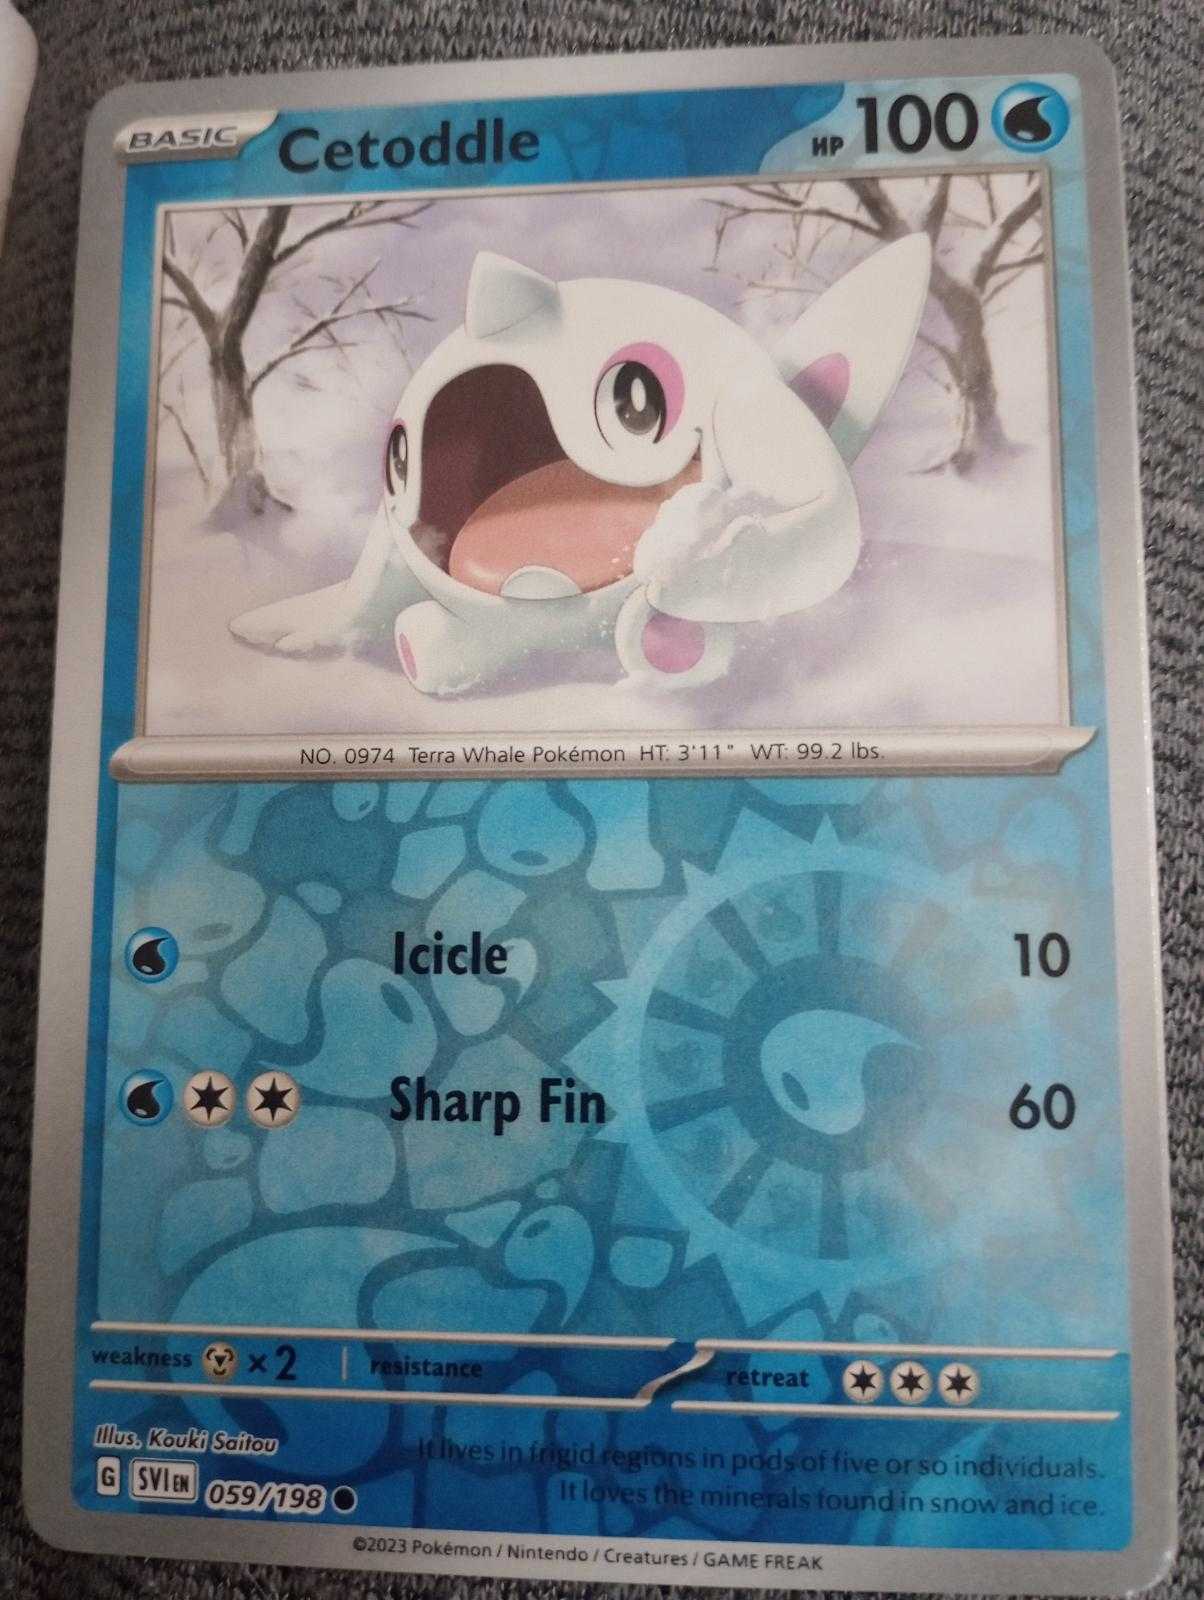 BASIC Cetoddle HP 100
NO. 0974 Terra Whale Pokémon HT: 3'11" WT: 99.2 lbs.
Icicle 10
Sharp Fin 60
weakness ×2 resistance retreat
Illus. Kouki Saitou
It lives in frigid regions in pods of five or so individuals.
It loves the minerals found in snow and ice.
G SVI EN 059/198
©2023 Pokémon / Nintendo / Creatures / GAME FREAK